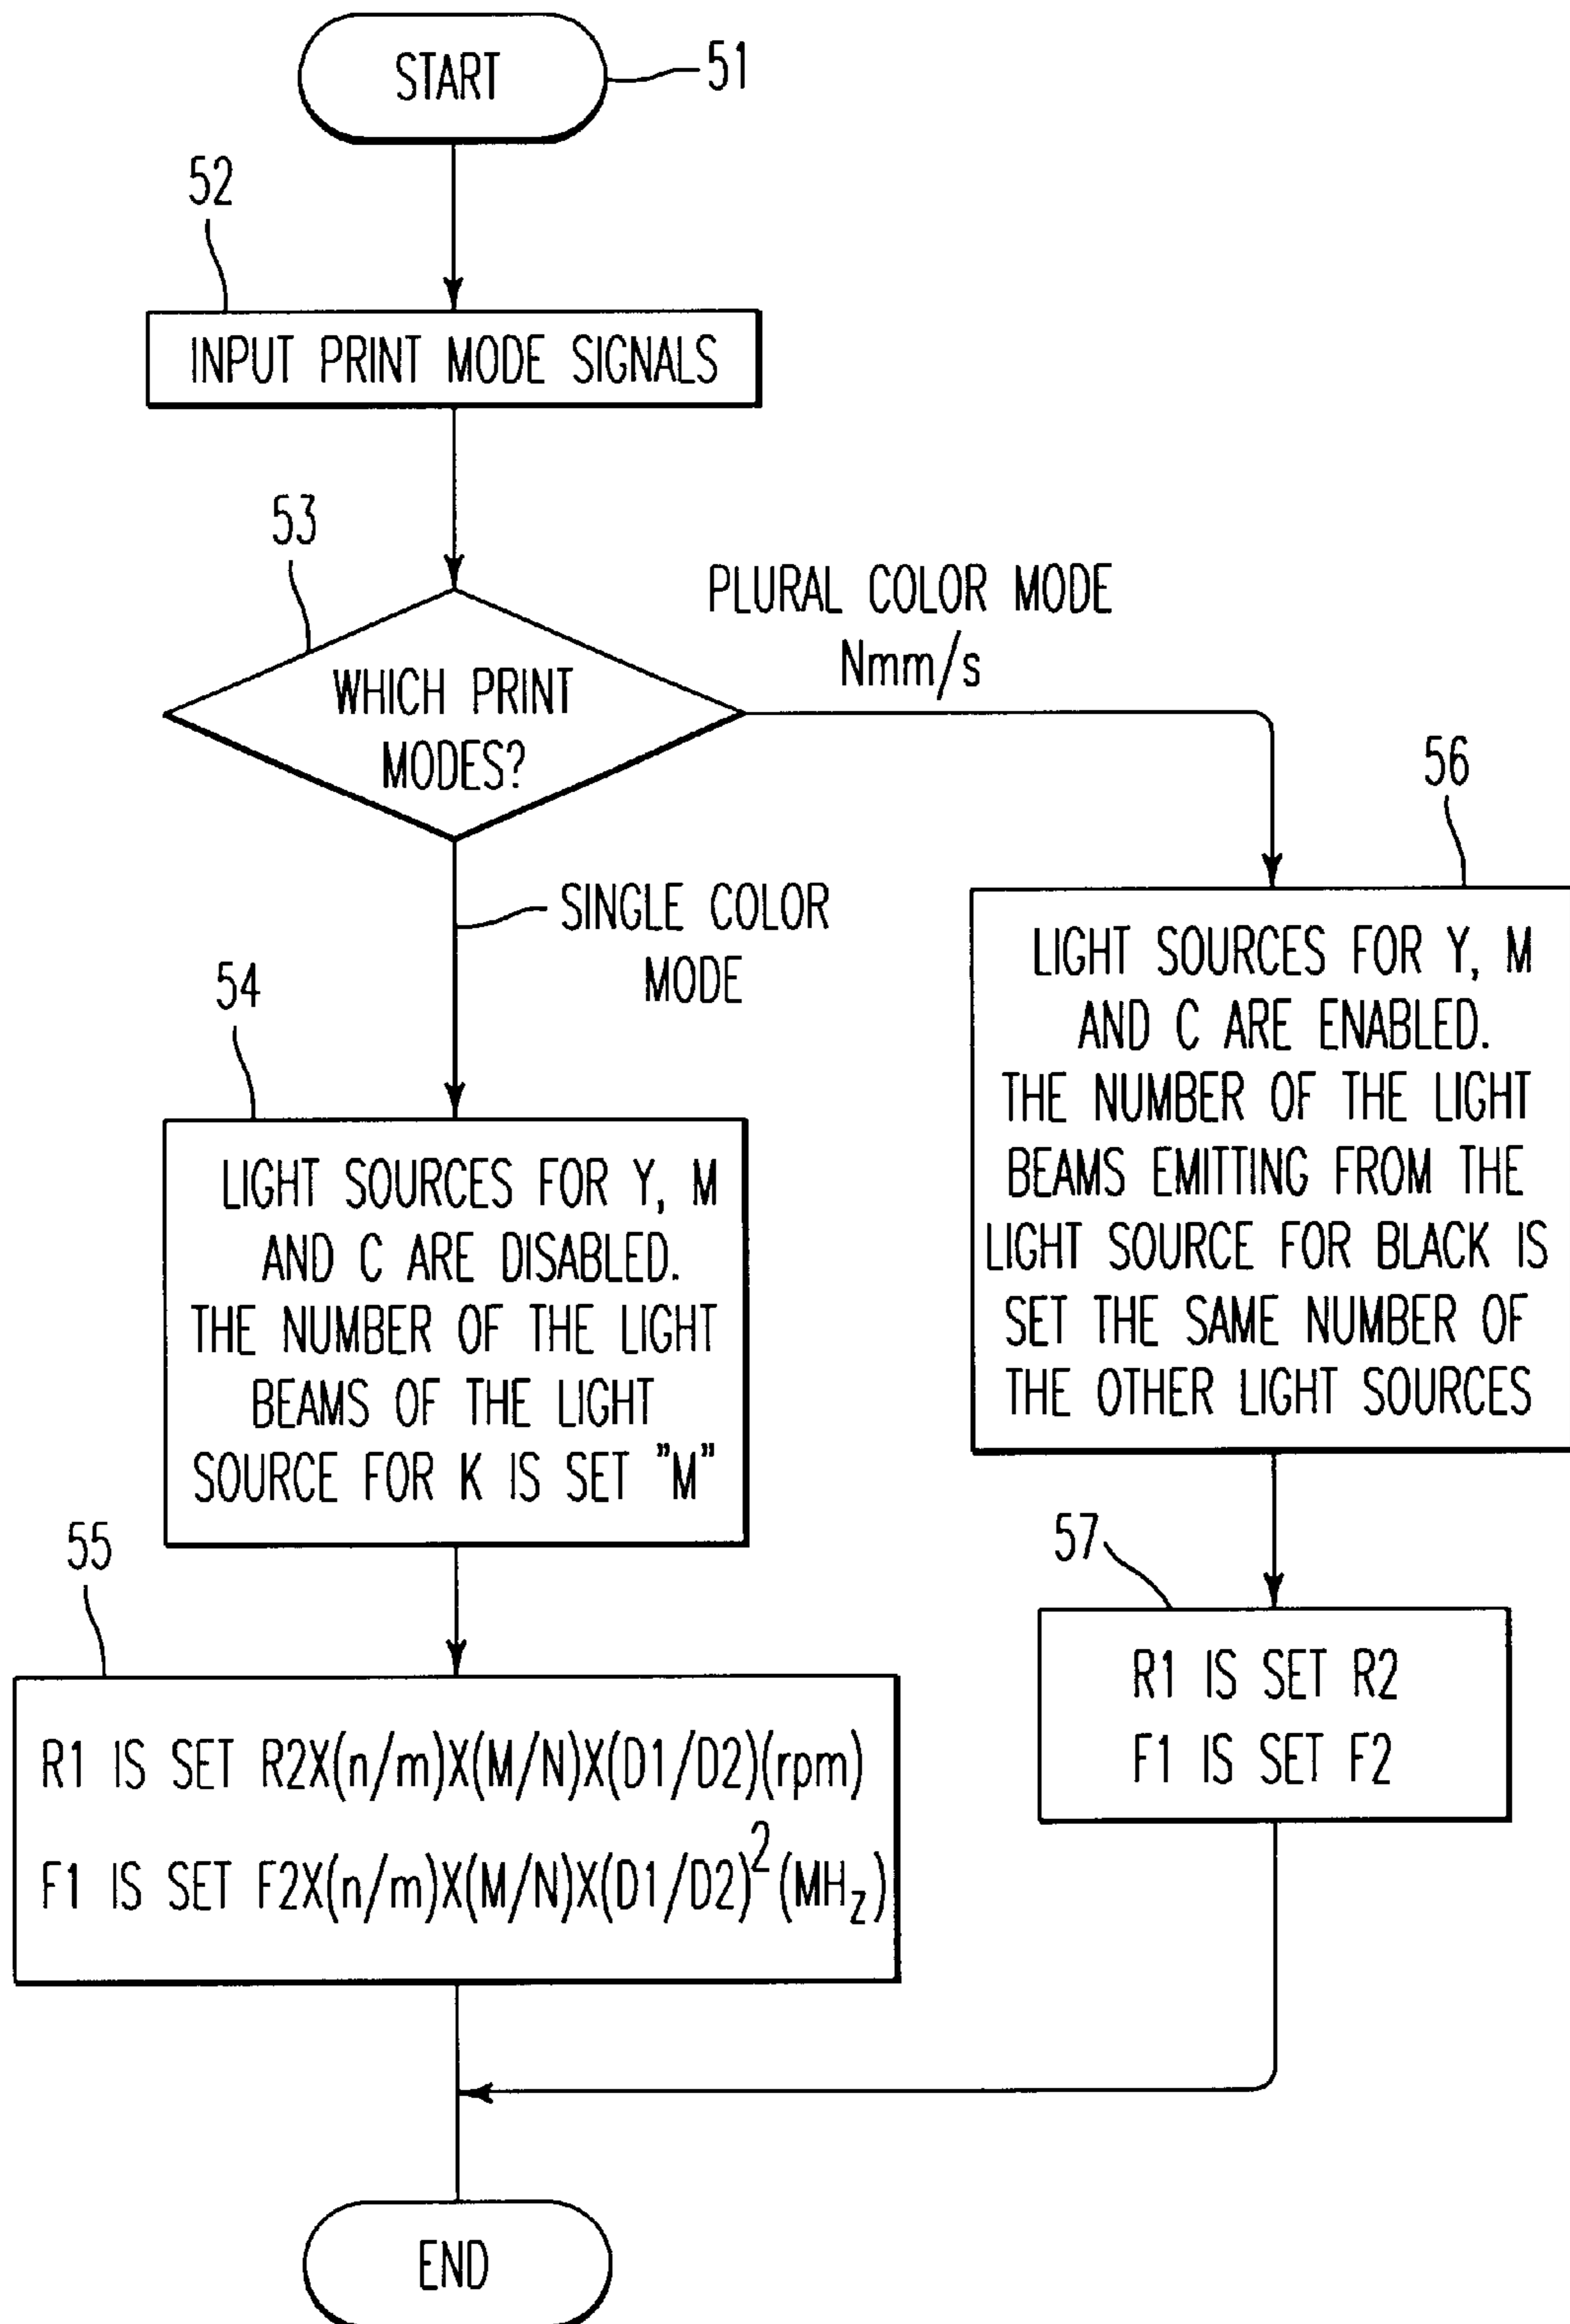 START
51
52
INPUT PRINT MODE SIGNALS
53
WHICH PRINT
MODES?
PLURAL COLOR MODE
Nmm/s
SINGLE COLOR
MODE
54
LIGHT SOURCES FOR Y, M
AND C ARE DISABLED.
THE NUMBER OF THE LIGHT
BEAMS OF THE LIGHT
SOURCE FOR K IS SET "M"
56
LIGHT SOURCES FOR Y, M
AND C ARE ENABLED.
THE NUMBER OF THE LIGHT
BEAMS EMITTING FROM THE
LIGHT SOURCE FOR BLACK IS
SET THE SAME NUMBER OF
THE OTHER LIGHT SOURCES
55
R1 IS SET R2X(n/m)X(M/N)X(D1/D2)(rpm)
F1 IS SET F2X(n/m)X(M/N)X(D1/D2)² (MHz)
57
R1 IS SET R2
F1 IS SET F2
END